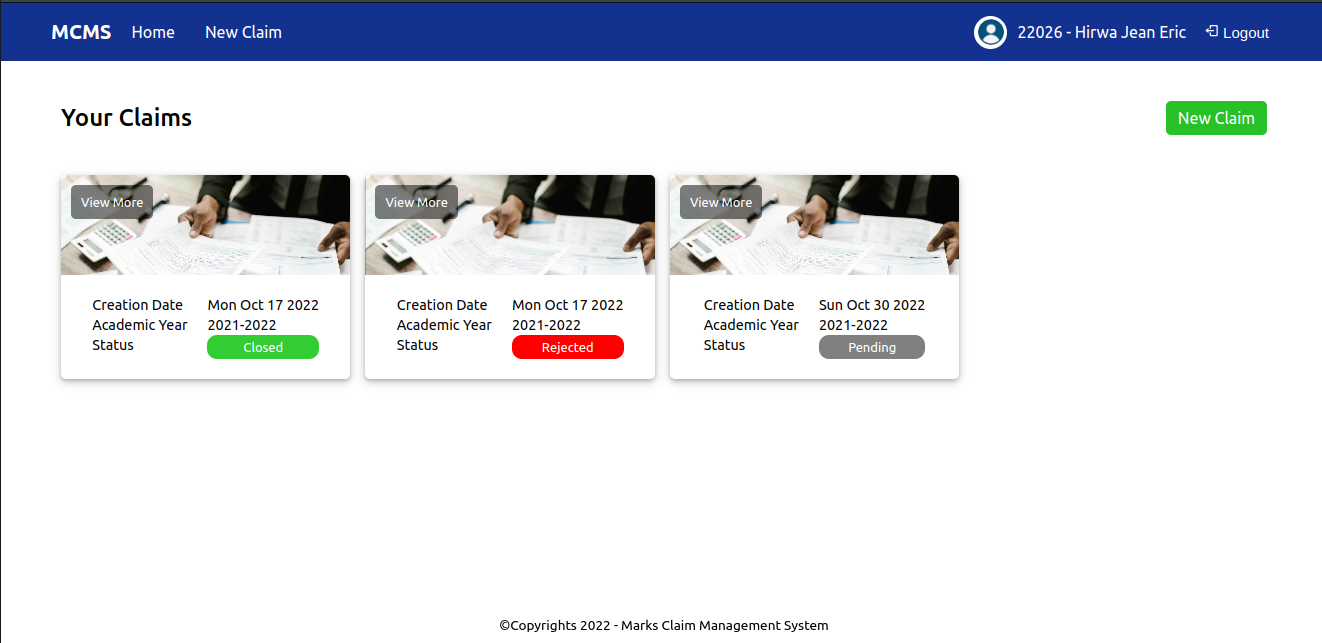 MCMS Home New Claim 22026 - Hirwa Jean Eric Logout
Your Claims New Claim
View More View More View More
Creation Date Mon Oct 17 2022 Creation Date Mon Oct 17 2022 Creation Date Sun Oct 30 2022
Academic Year 2021-2022 Academic Year 2021-2022 Academic Year 2021-2022
Status Closed Status Rejected Status Pending
©Copyrights 2022 - Marks Claim Management System